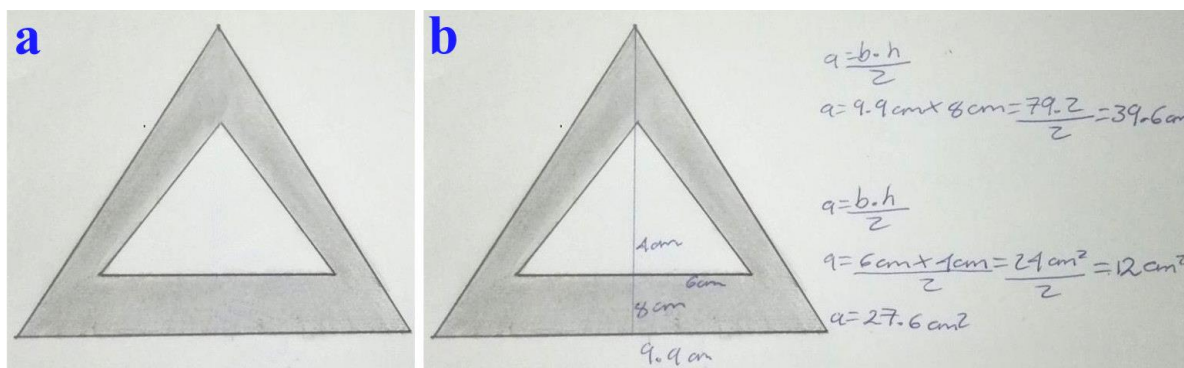 a
b
a = b·h / 2
a = 9.9 cm x 8 cm = 79.2 / 2 = 39.6 cm
a = b·h / 2
a = 6 cm x 4 cm / 2 = 24 cm² / 2 = 12 cm²
a = 27.6 cm²
4 cm
6 cm
8 cm
9.9 cm